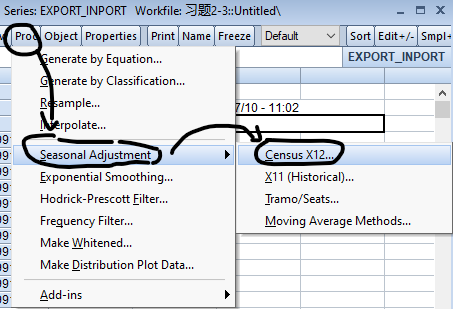 Series: EXPORT_INPORT Workfile: 习题2-3::Untitled\
Proc Object Properties Print Name Freeze Default Sort Edit+/- Smpl+
EXPORT_INPORT
Generate by Equation...
Generate by Classification...
Resample...
7/10 - 11:02
Interpolate...
Seasonal Adjustment
Census X12...
Exponential Smoothing...
X11 (Historical)...
Hodrick-Prescott Filter...
Tramo/Seats...
Frequency Filter...
Moving Average Methods...
Make Whitened...
Make Distribution Plot Data...
Add-ins